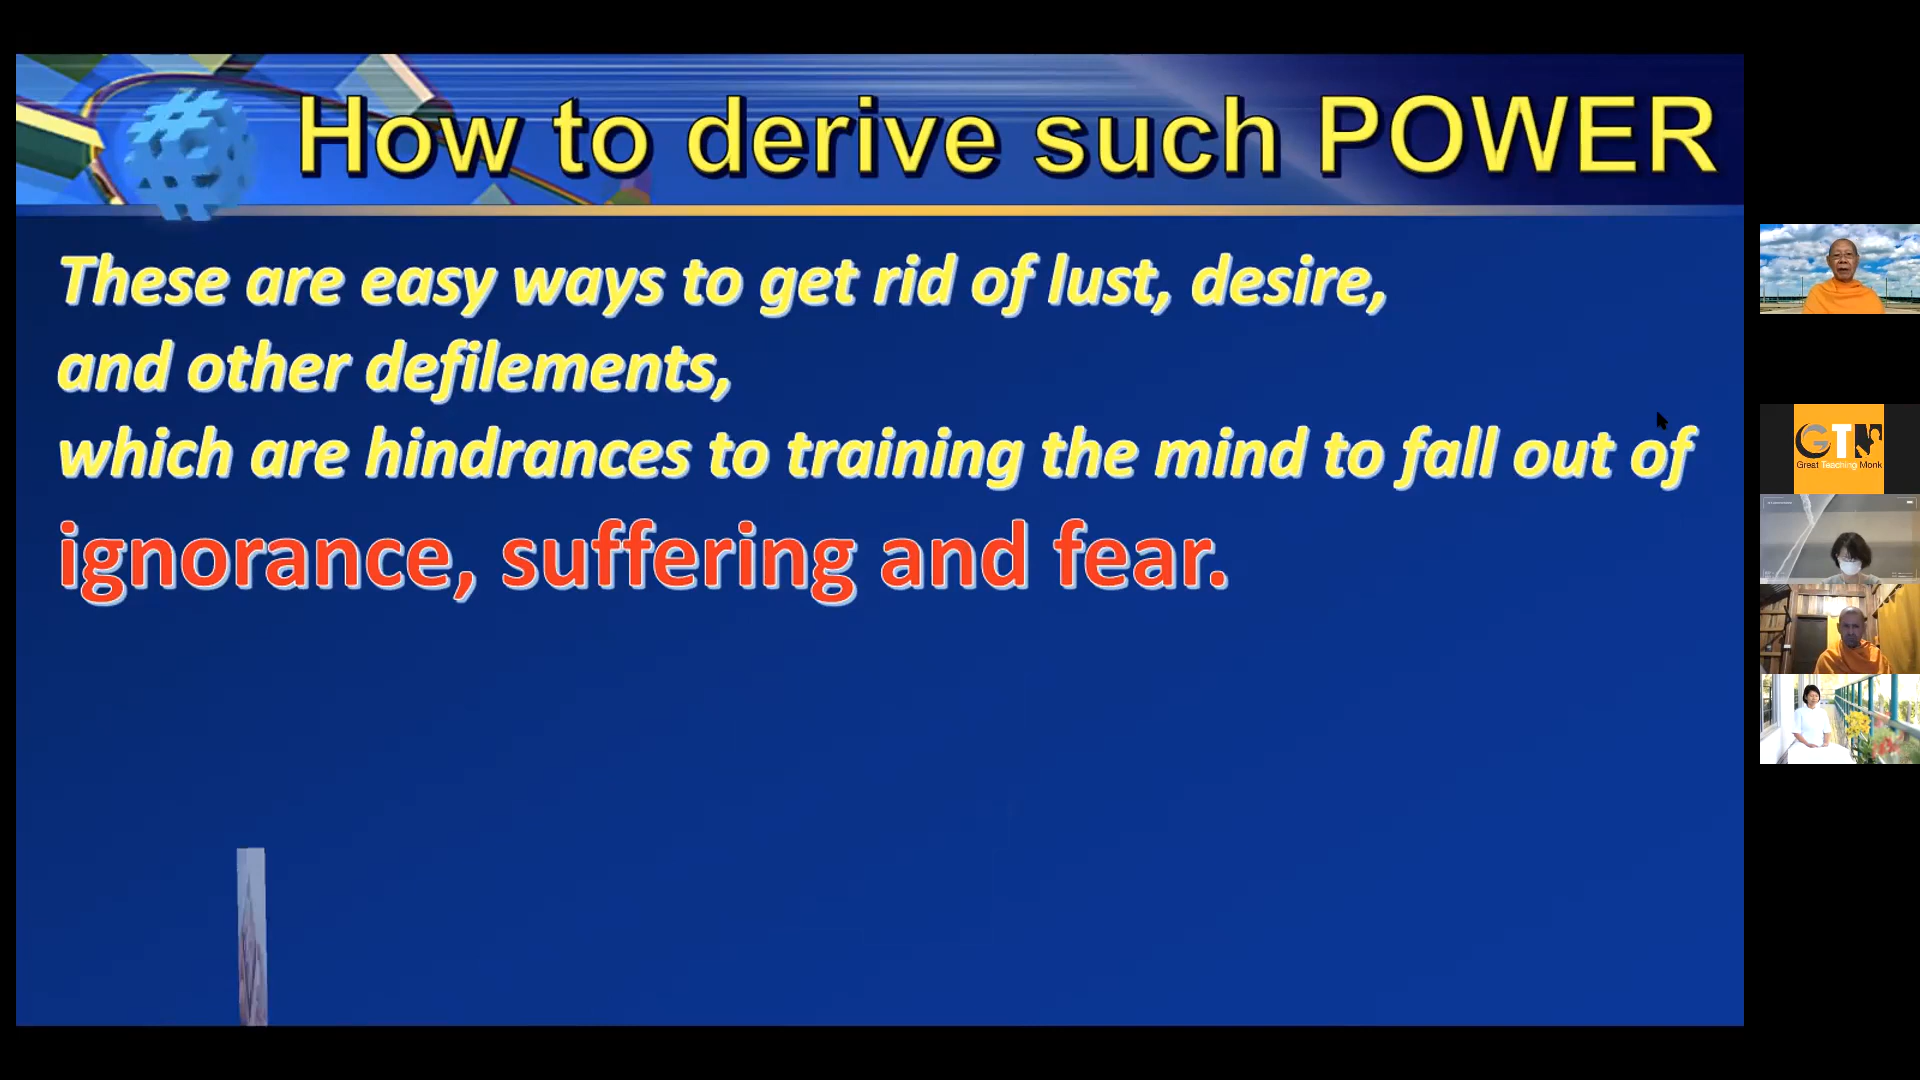 How to derive such POWER
These are easy ways to get rid of lust, desire,
and other defilements,
which are hindrances to training the mind to fall out of
ignorance, suffering and fear.
GTM
Great Teaching Monk